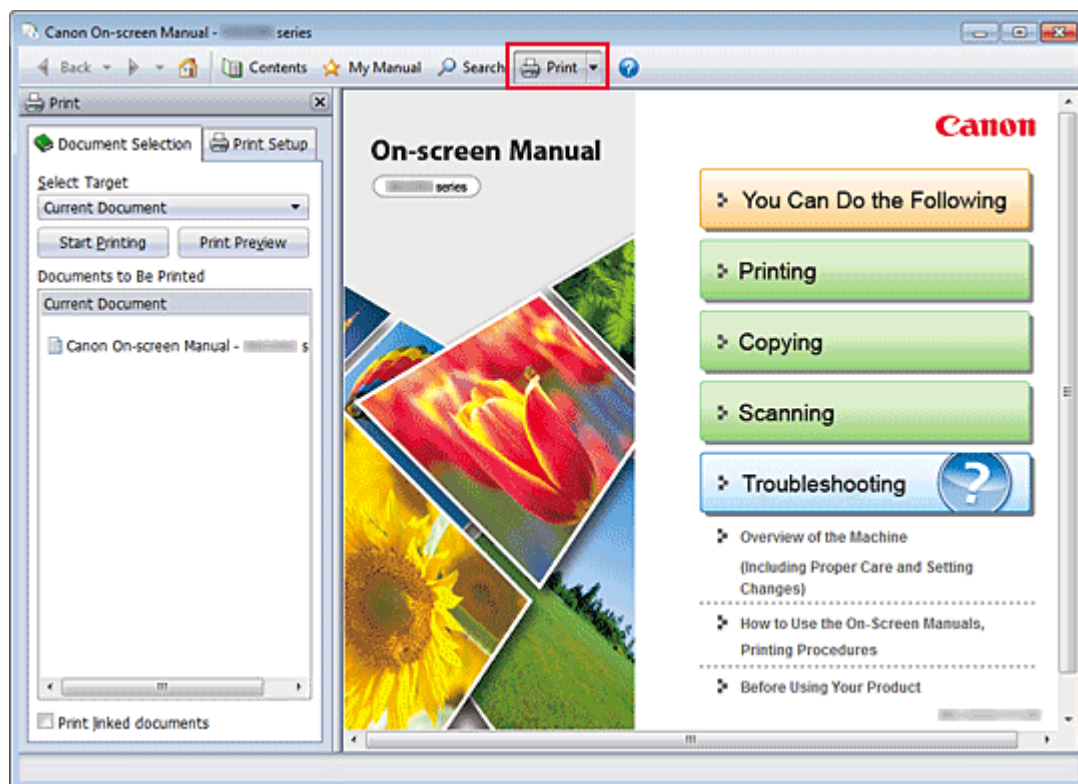 Canon On-screen Manual - series
Back Contents My Manual Search Print
Print
Document Selection Print Setup
Select Target
Current Document
Start Printing Print Preview
Documents to Be Printed
Current Document
Canon On-screen Manual - s
Print linked documents
On-screen Manual
series
Canon
You Can Do the Following
Printing
Copying
Scanning
Troubleshooting
Overview of the Machine
(Including Proper Care and Setting
Changes)
How to Use the On-Screen Manuals,
Printing Procedures
Before Using Your Product